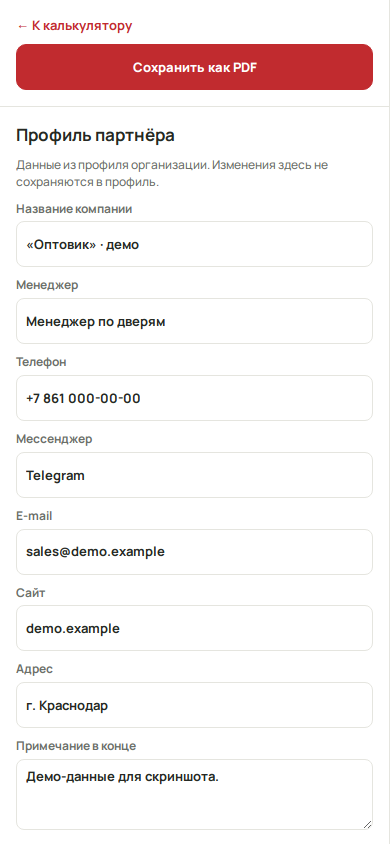 ← К калькулятору
Сохранить как PDF
Профиль партнёра
Данные из профиля организации. Изменения здесь не
сохраняются в профиль.
Название компании
«Оптовик» · демо
Менеджер
Менеджер по дверям
Телефон
+7 861 000-00-00
Мессенджер
Telegram
E-mail
sales@demo.example
Сайт
demo.example
Адрес
г. Краснодар
Примечание в конце
Демо-данные для скриншота.